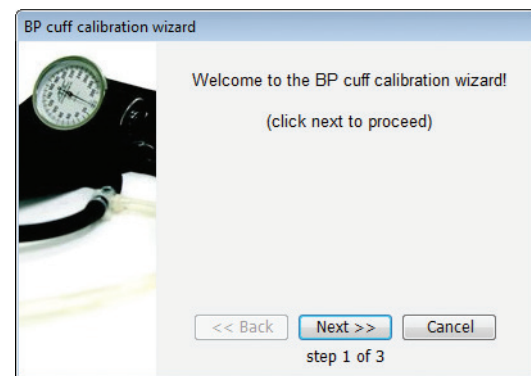 BP cuff calibration wizard
Welcome to the BP cuff calibration wizard!
(click next to proceed)
<< Back
Next >>
Cancel
step 1 of 3